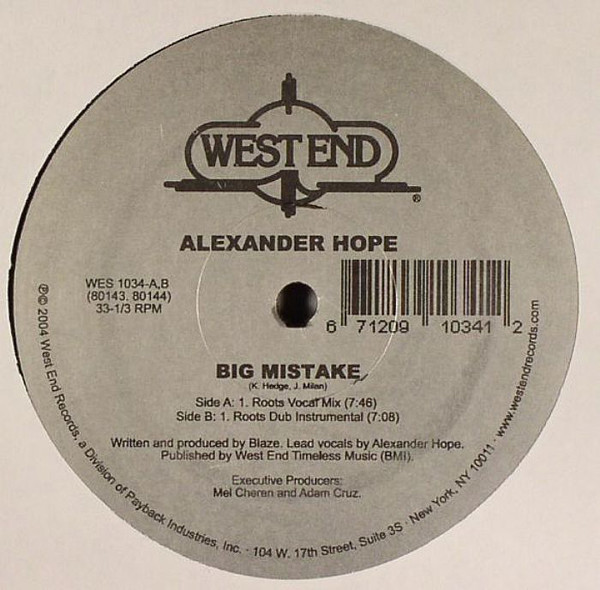 WEST END
®
ALEXANDER HOPE
WES 1034-A,B
(80143. 80144)
33-1/3 RPM
6 71209 10341 2
BIG MISTAKE
(K. Hedge, J. Milan)
Side A: 1. Roots Vocal Mix (7:46)
Side B: 1. Roots Dub Instrumental (7:08)
Written and produced by Blaze. Lead vocals by Alexander Hope.
Published by West End Timeless Music (BMI).
Executive Producers:
Mel Cheren and Adam Cruz.
℗© 2004 West End Records, a Division of Payback Industries, Inc. · 104 W. 17th Street, Suite 3S · New York, NY 10011 · www.westendrecords.com